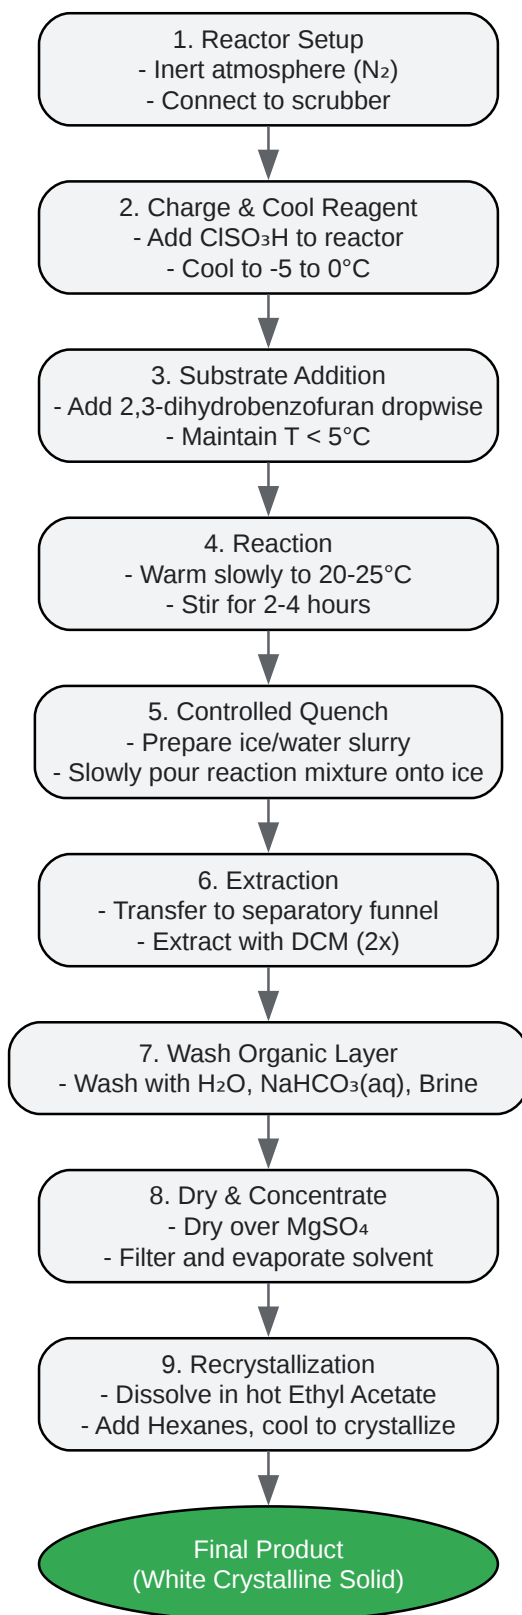 1. Reactor Setup
- Inert atmosphere (N₂)
- Connect to scrubber
2. Charge & Cool Reagent
- Add ClSO₃H to reactor
- Cool to -5 to 0°C
3. Substrate Addition
- Add 2,3-dihydrobenzofuran dropwise
- Maintain T < 5°C
4. Reaction
- Warm slowly to 20-25°C
- Stir for 2-4 hours
5. Controlled Quench
- Prepare ice/water slurry
- Slowly pour reaction mixture onto ice
6. Extraction
- Transfer to separatory funnel
- Extract with DCM (2x)
7. Wash Organic Layer
- Wash with H₂O, NaHCO₃(aq), Brine
8. Dry & Concentrate
- Dry over MgSO₄
- Filter and evaporate solvent
9. Recrystallization
- Dissolve in hot Ethyl Acetate
- Add Hexanes, cool to crystallize
Final Product
(White Crystalline Solid)